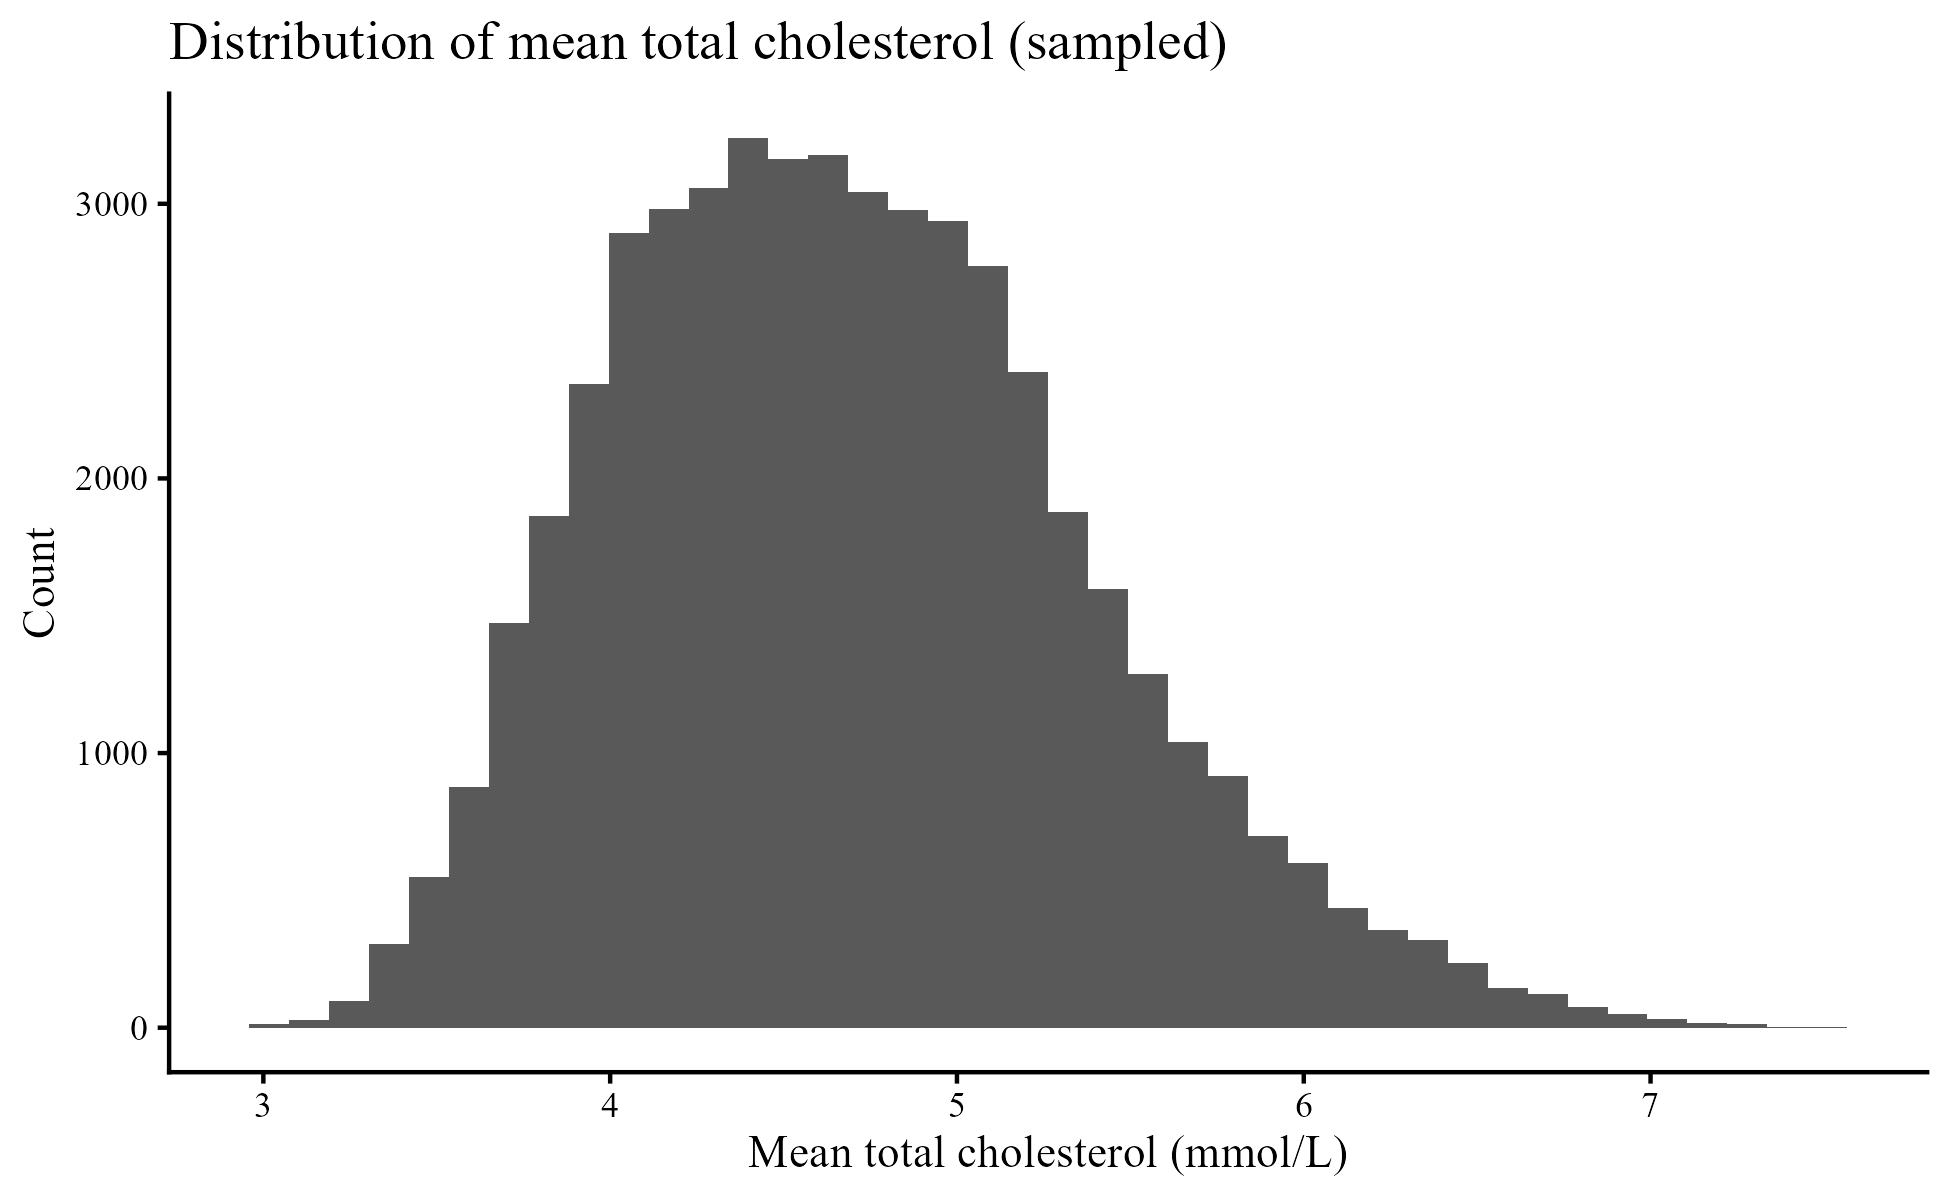 Distribution of mean total cholesterol (sampled)
3000
2000
1000
0
Count
3 4 5 6 7
Mean total cholesterol (mmol/L)